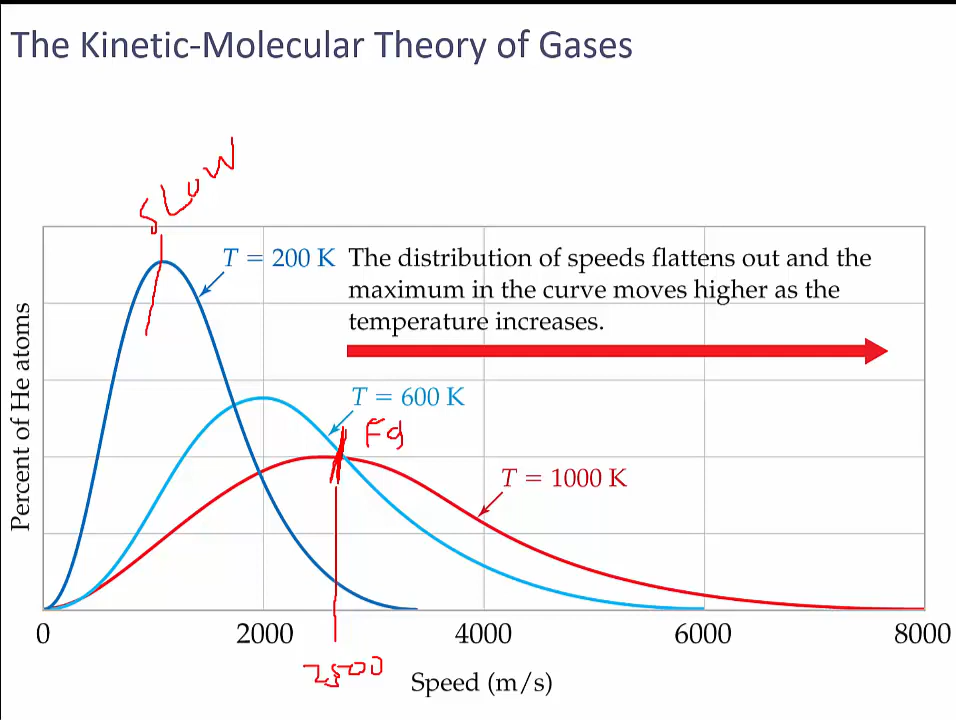 The Kinetic-Molecular Theory of Gases
SLOW
T = 200 K
The distribution of speeds flattens out and the
maximum in the curve moves higher as the
temperature increases.
T = 600 K
T = 1000 K
Percent of He atoms
0 2000 4000 6000 8000
2500
Speed (m/s)